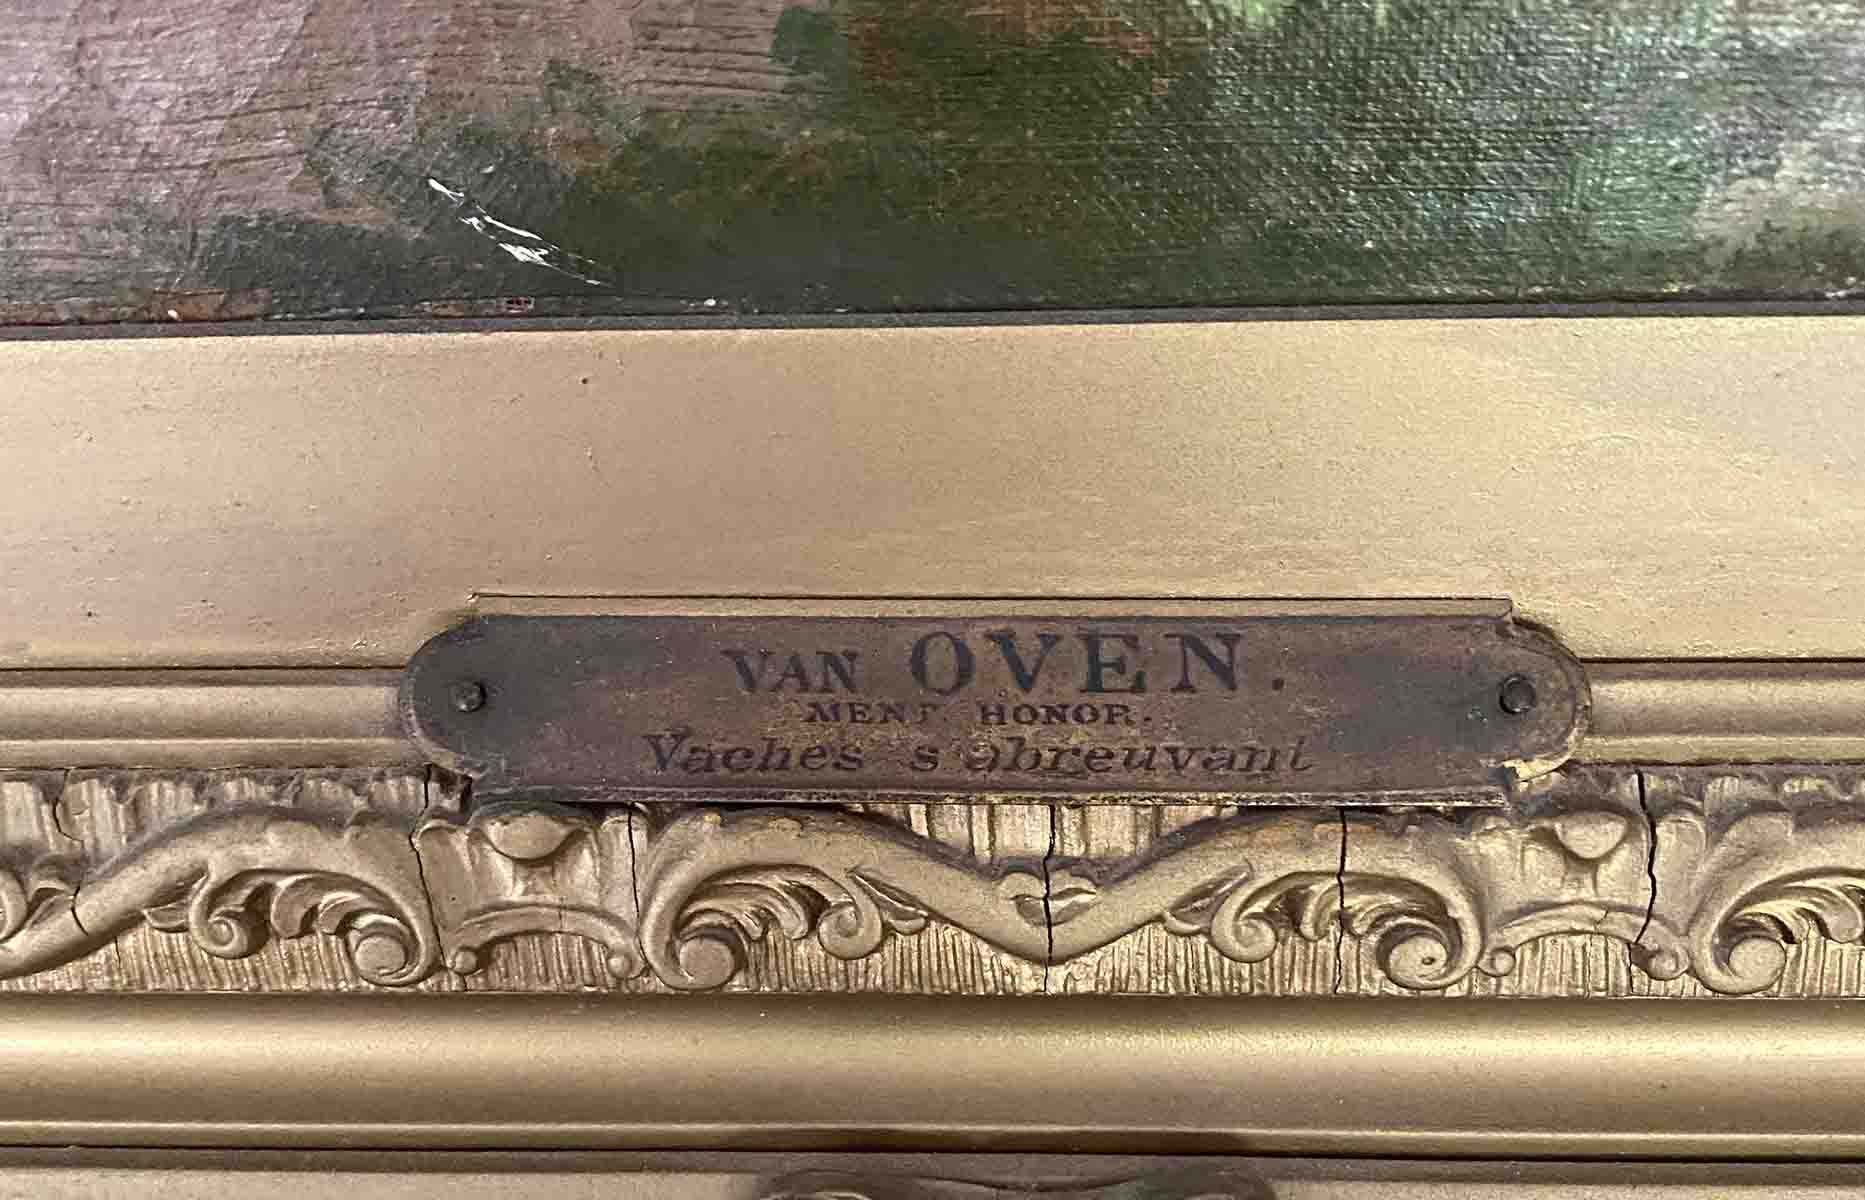 VAN OVEN.
MENT. HONOR.
Vaches s'abreuvant